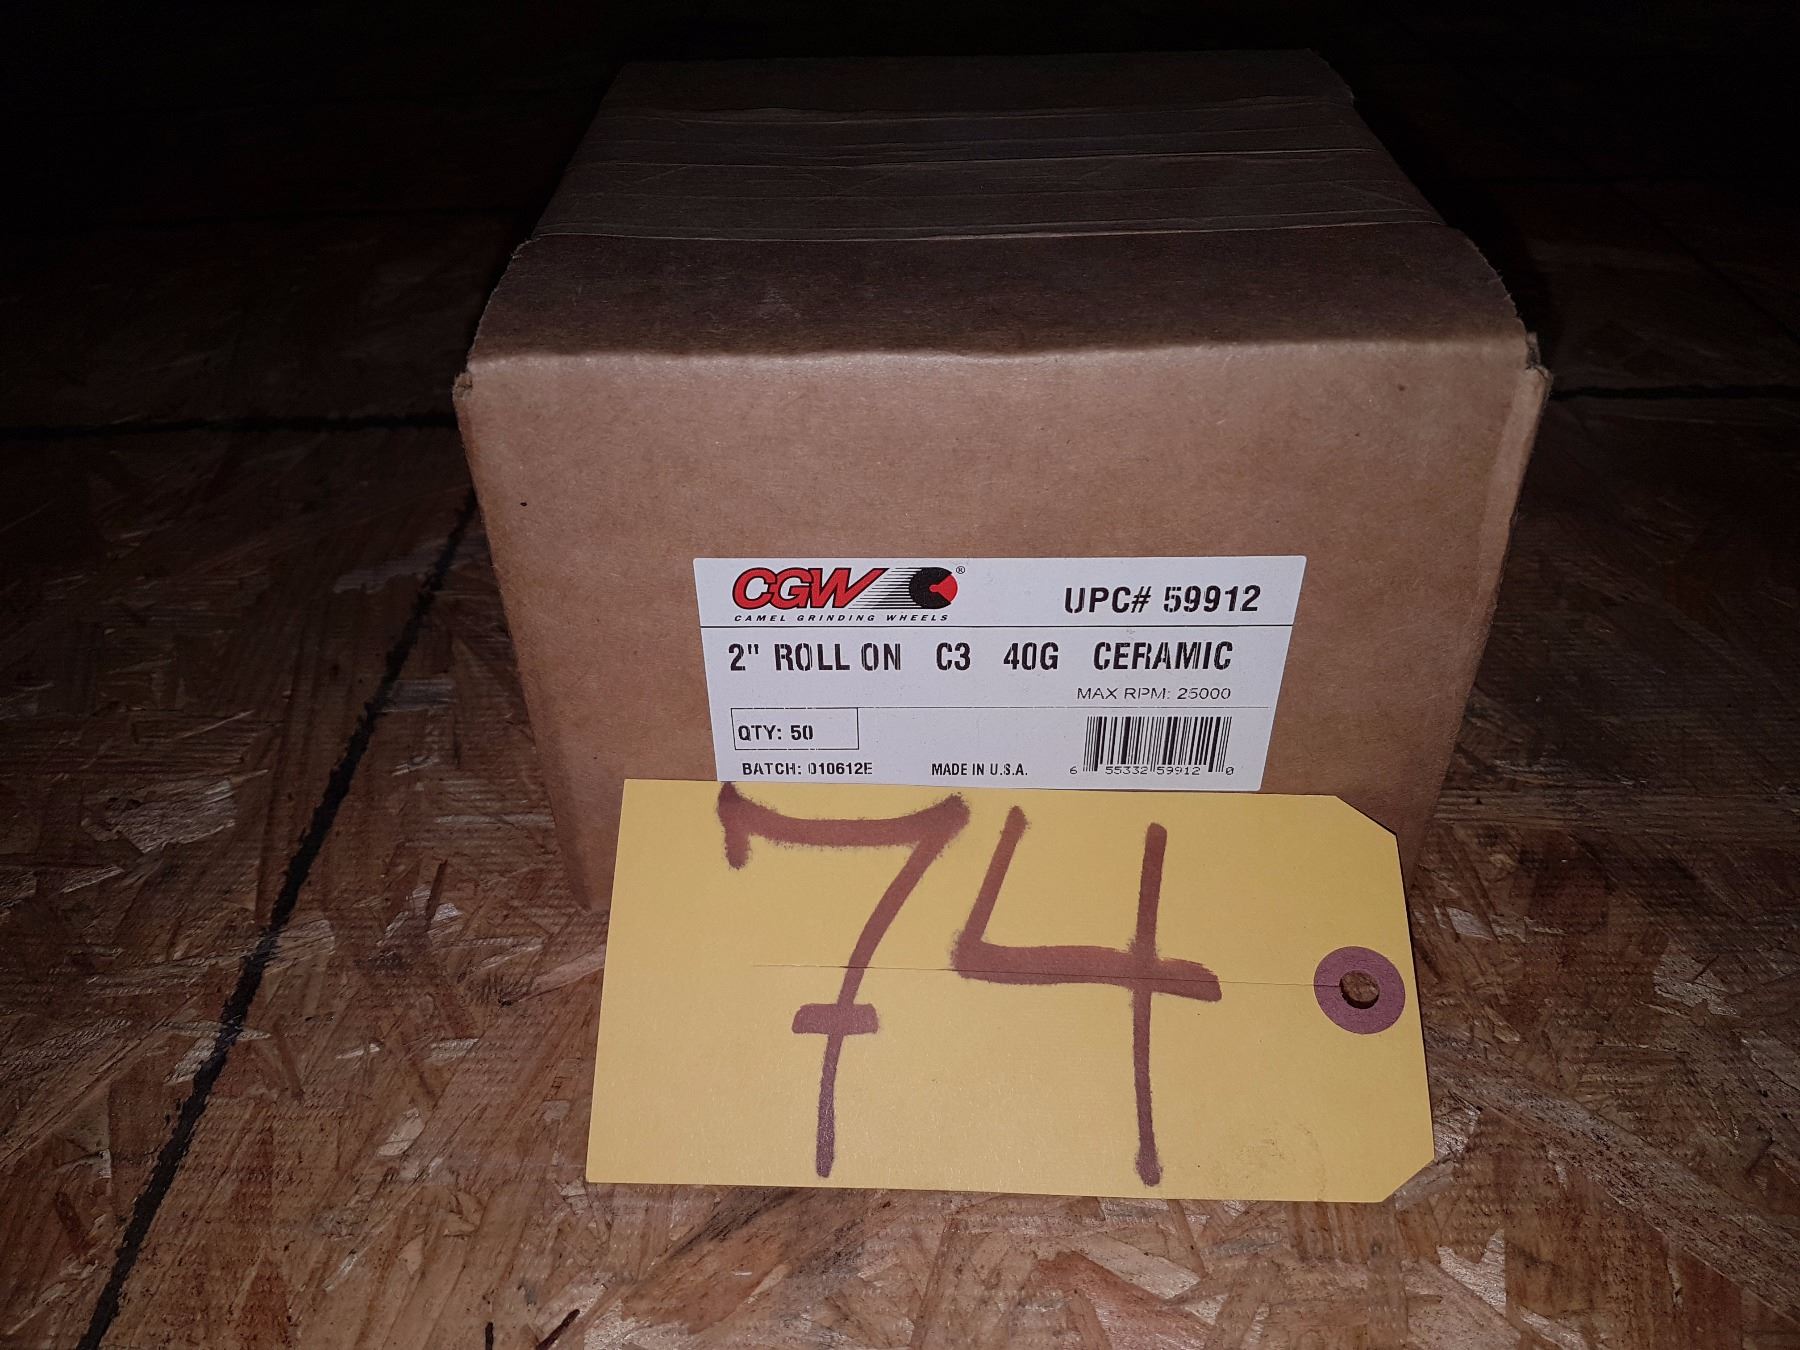 CGW ®
CAMEL GRINDING WHEELS
UPC# 59912
2" ROLL ON C3 40G CERAMIC
MAX RPM: 25000
QTY: 50
BATCH: 010612E
MADE IN U.S.A.
6 55332 59912 0
74